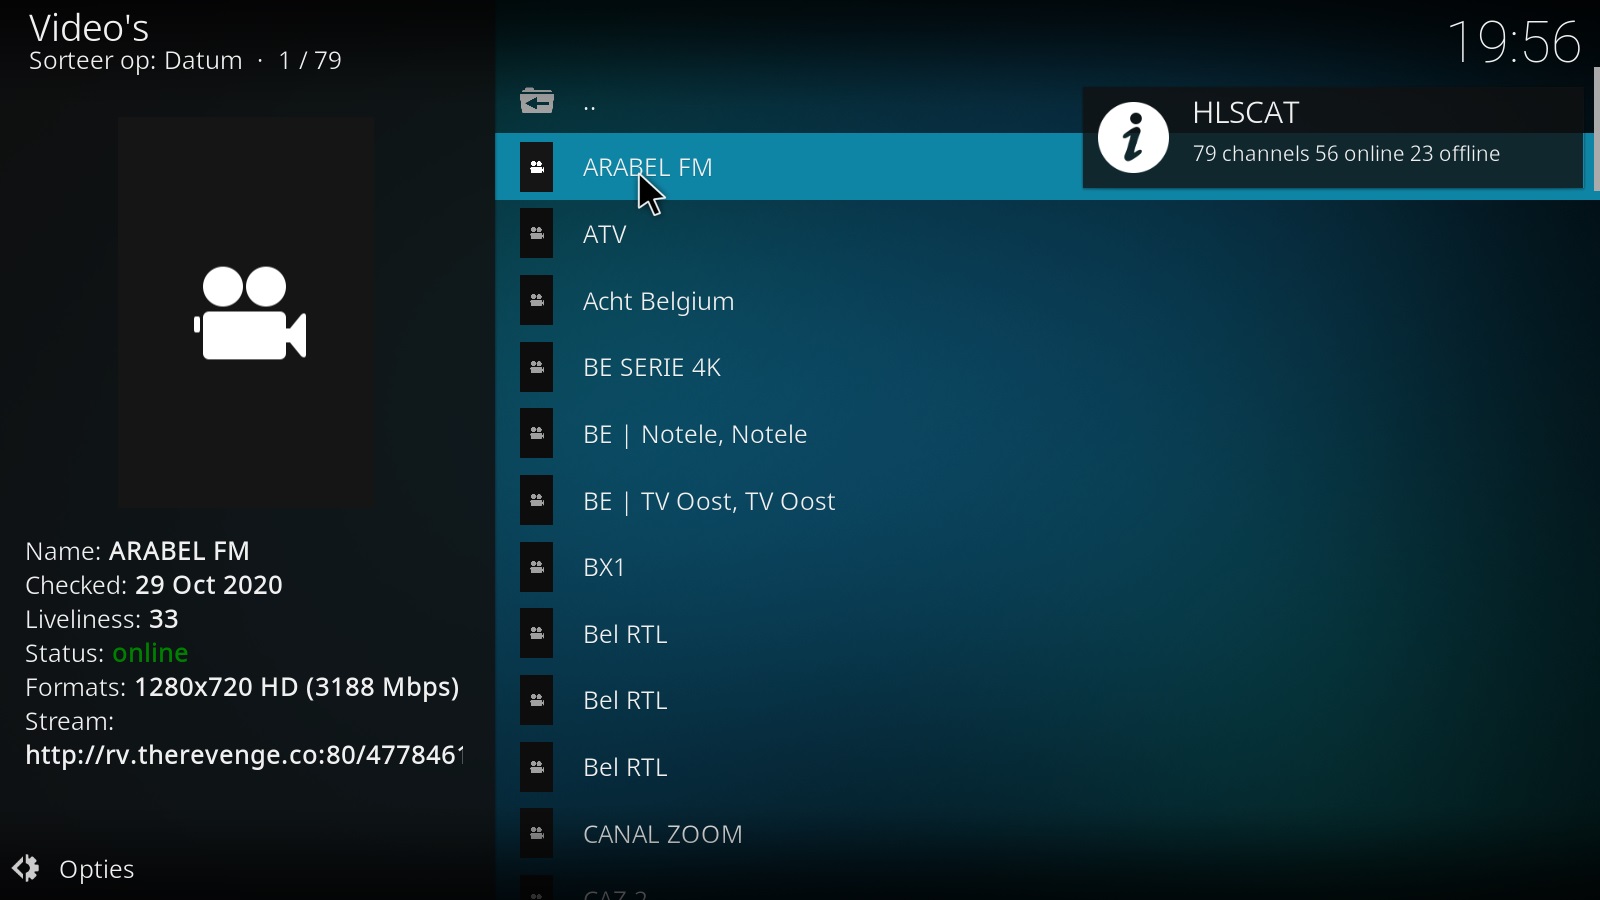 Video's
Sorteer op: Datum · 1 / 79
19:56
HLSCAT
79 channels 56 online 23 offline
..
ARABEL FM
ATV
Acht Belgium
BE SERIE 4K
BE | Notele, Notele
BE | TV Oost, TV Oost
BX1
Bel RTL
Bel RTL
Bel RTL
CANAL ZOOM
CAZ 2
Name: ARABEL FM
Checked: 29 Oct 2020
Liveliness: 33
Status: online
Formats: 1280x720 HD (3188 Mbps)
Stream:
http://rv.therevenge.co:80/4778461
Opties